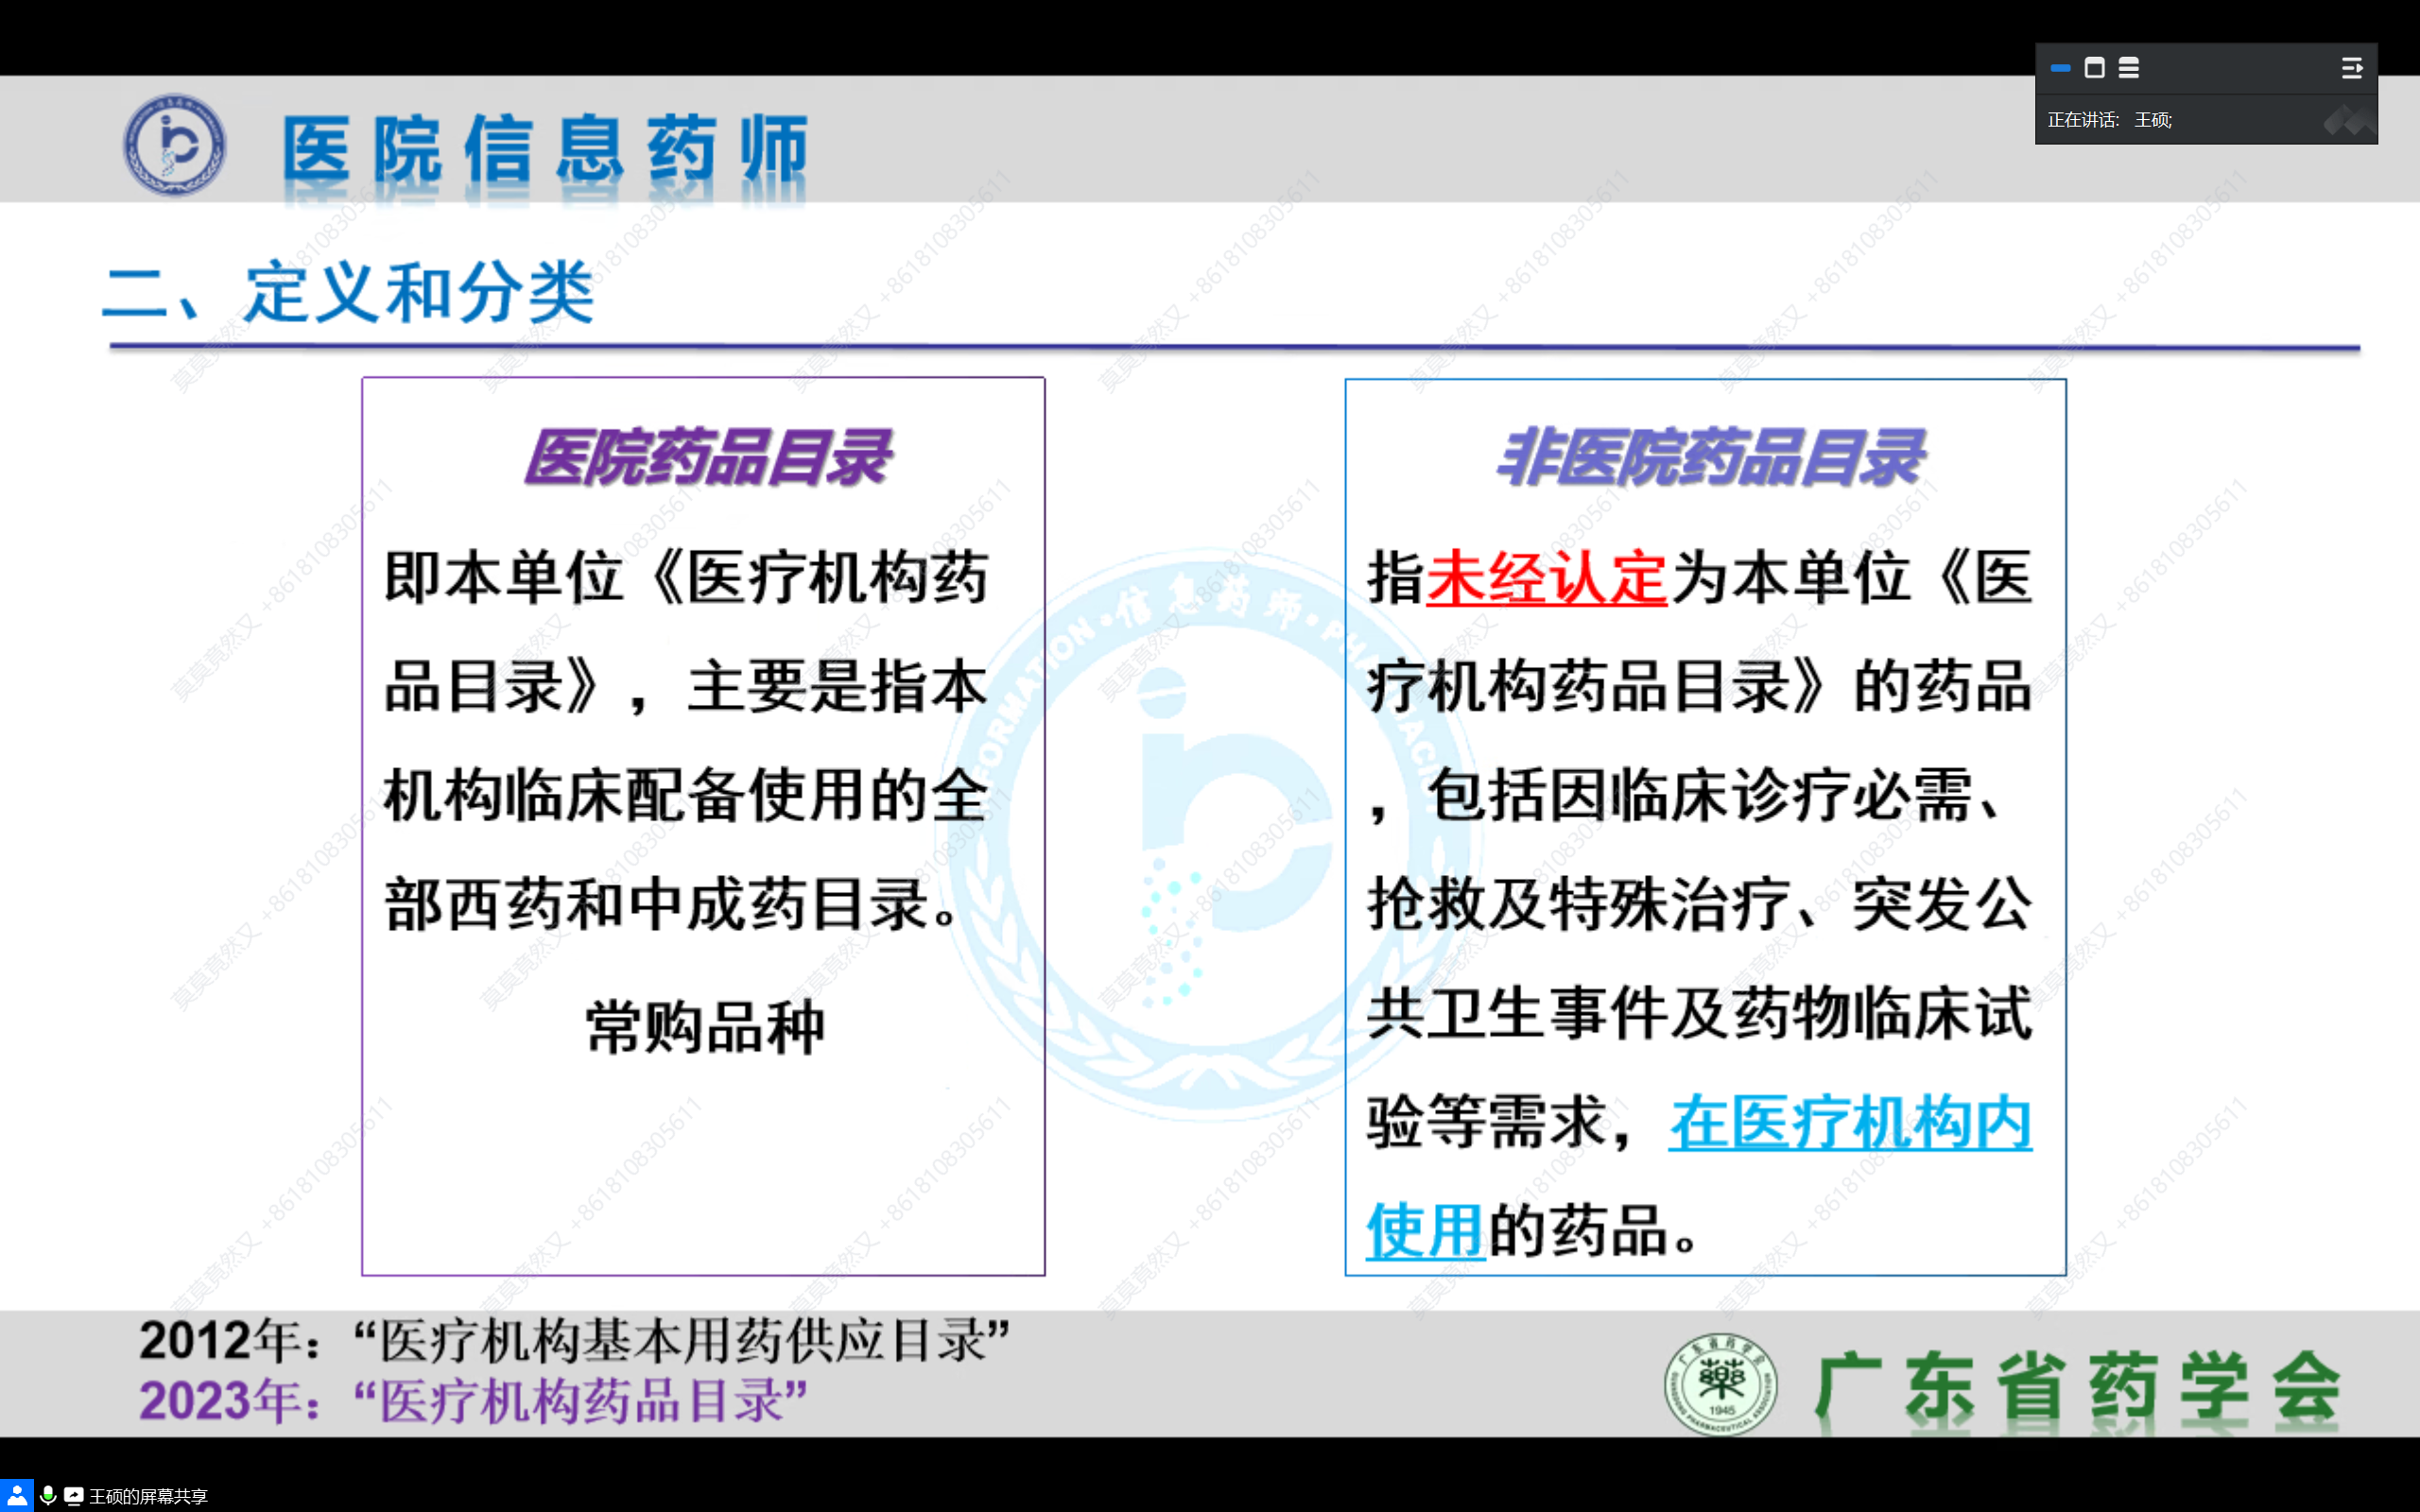 正在讲话: 王硕;
医院信息药师
二、定义和分类
医院药品目录
即本单位《医疗机构药
品目录》，主要是指本
机构临床配备使用的全
部西药和中成药目录。
常购品种
非医院药品目录
指未经认定为本单位《医
疗机构药品目录》的药品
，包括因临床诊疗必需、
抢救及特殊治疗、突发公
共卫生事件及药物临床试
验等需求，在医疗机构内
使用的药品。
2012年：“医疗机构基本用药供应目录”
2023年：“医疗机构药品目录”
1945
广东省药学会
王硕的屏幕共享